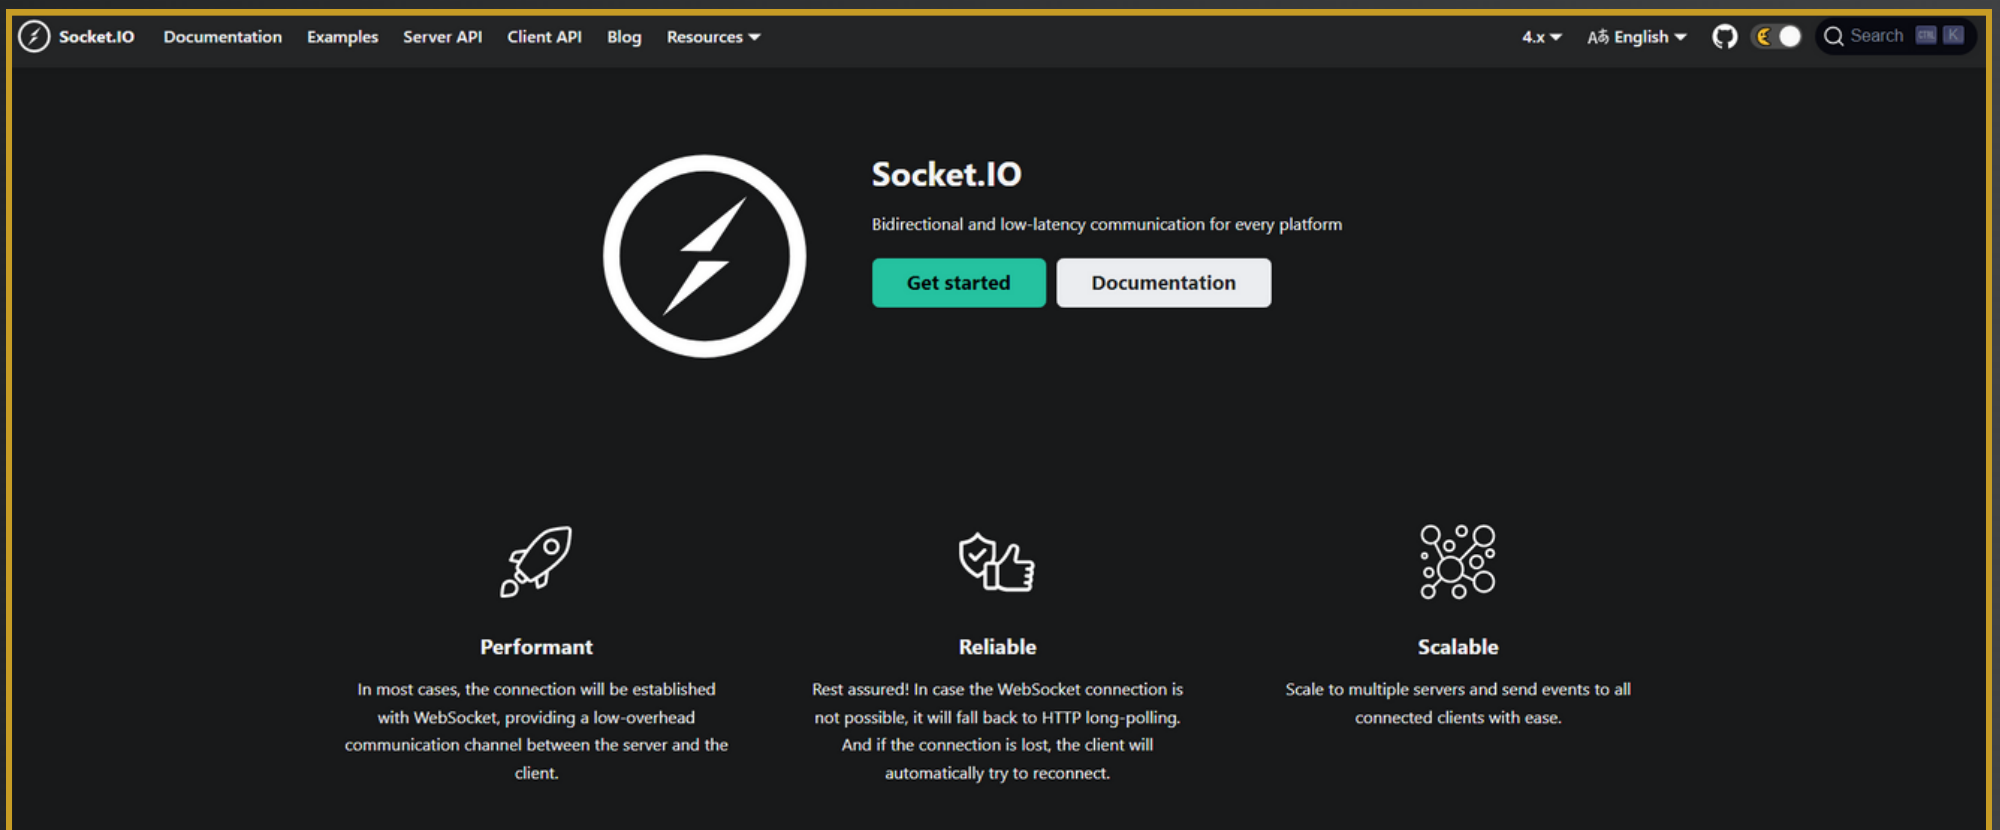 Socket.IO Documentation Examples Server API Client API Blog Resources 4.x Aあ English Search CTRL K
Socket.IO
Bidirectional and low-latency communication for every platform
Get started Documentation
Performant
In most cases, the connection will be established
with WebSocket, providing a low-overhead
communication channel between the server and the
client.
Reliable
Rest assured! In case the WebSocket connection is
not possible, it will fall back to HTTP long-polling.
And if the connection is lost, the client will
automatically try to reconnect.
Scalable
Scale to multiple servers and send events to all
connected clients with ease.